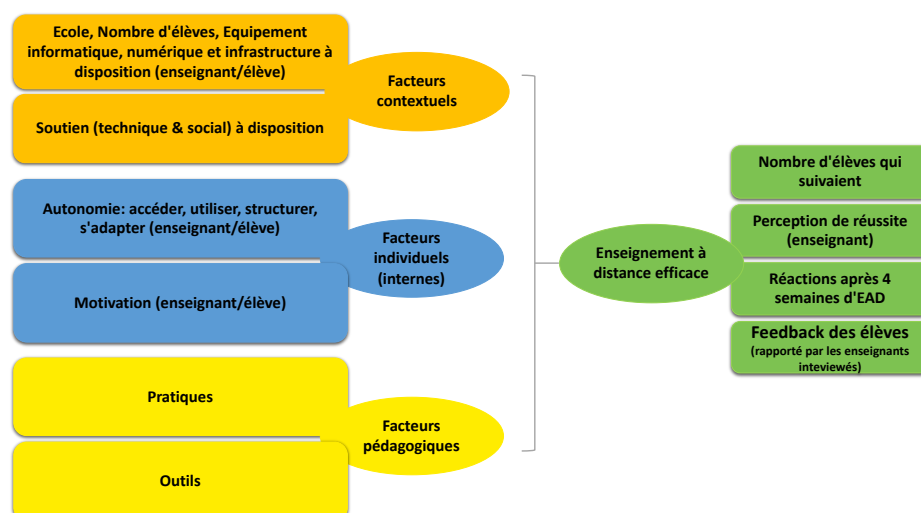 Ecole, Nombre d'élèves, Equipement
informatique, numérique et infrastructure à
disposition (enseignant/élève)
Soutien (technique & social) à disposition
Facteurs
contextuels
Autonomie: accéder, utiliser, structurer,
s'adapter (enseignant/élève)
Motivation (enseignant/élève)
Facteurs
individuels
(internes)
Pratiques
Outils
Facteurs
pédagogiques
Enseignement à
distance efficace
Nombre d'élèves qui
suivaient
Perception de réussite
(enseignant)
Réactions après 4
semaines d'EAD
Feedback des élèves
(rapporté par les enseignants
inteviewés)